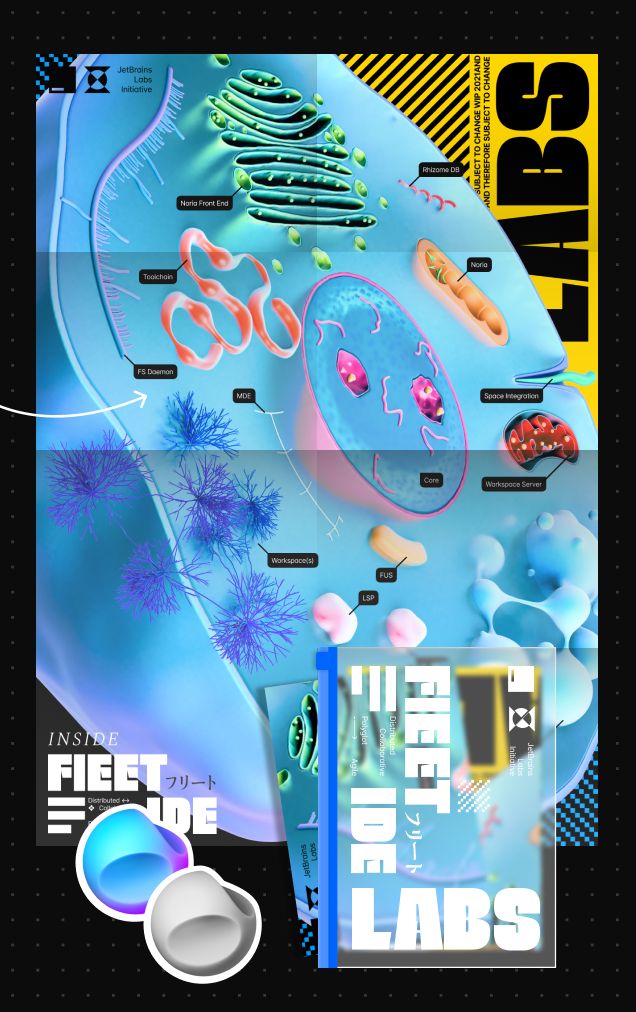 JetBrains
Labs
Initiative
SUBJECT TO CHANGE WIP 2021 AND
AND THEREFORE SUBJECT TO CHANGE
LABS
Rhizome DB
Noria Front End
Noria
Toolchain
FS Daemon
MDE
Space Integration
Core
Workspace Server
Workspace(s)
FUS
LSP
INSIDE
FlEET フリート
Distributed ↔
IDE
JetBrains
Labs
FlEET フリート
IDE
Distributed
Collaborative
Polyglot
Agile
JetBrains
Labs
Initiative
LABS